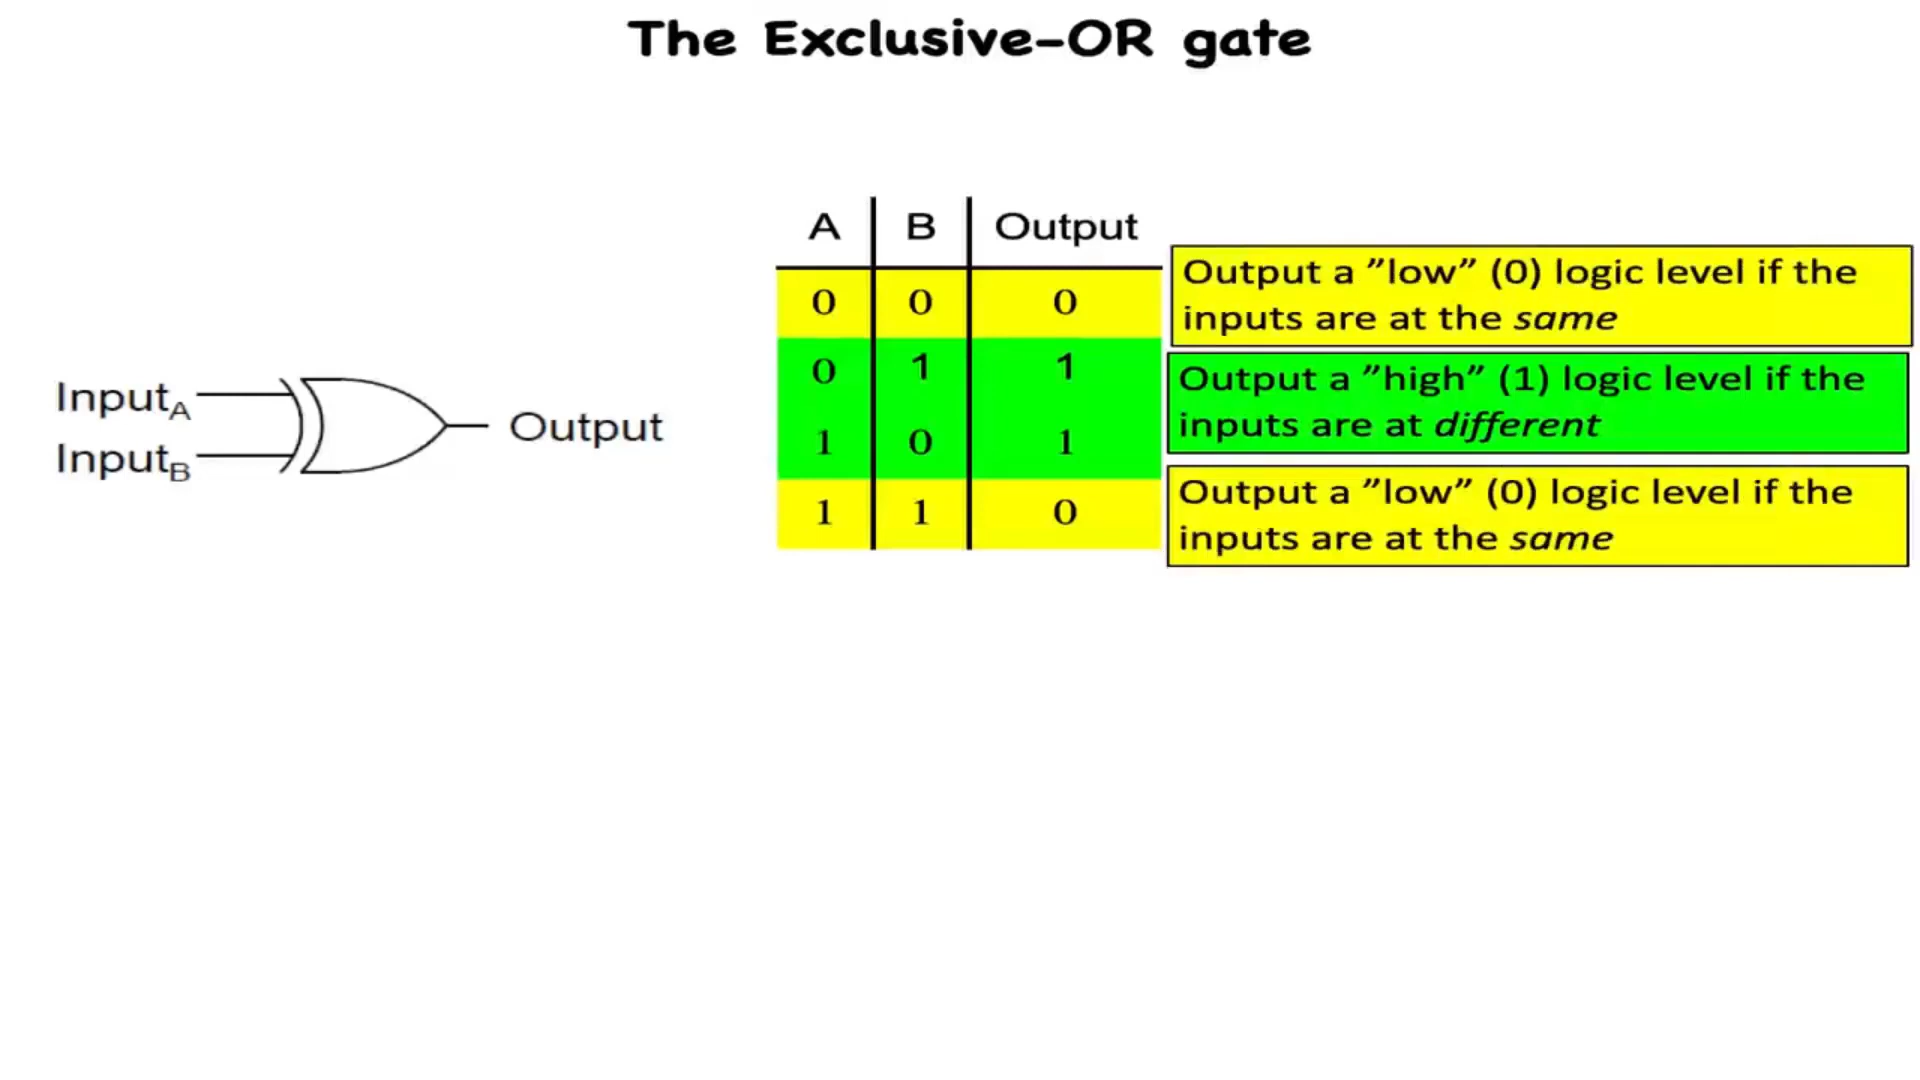 The Exclusive-OR gate
InputA
InputB
Output
A B Output
0 0 0
0 1 1
1 0 1
1 1 0
Output a ”low” (0) logic level if the
inputs are at the same
Output a ”high” (1) logic level if the
inputs are at different
Output a ”low” (0) logic level if the
inputs are at the same